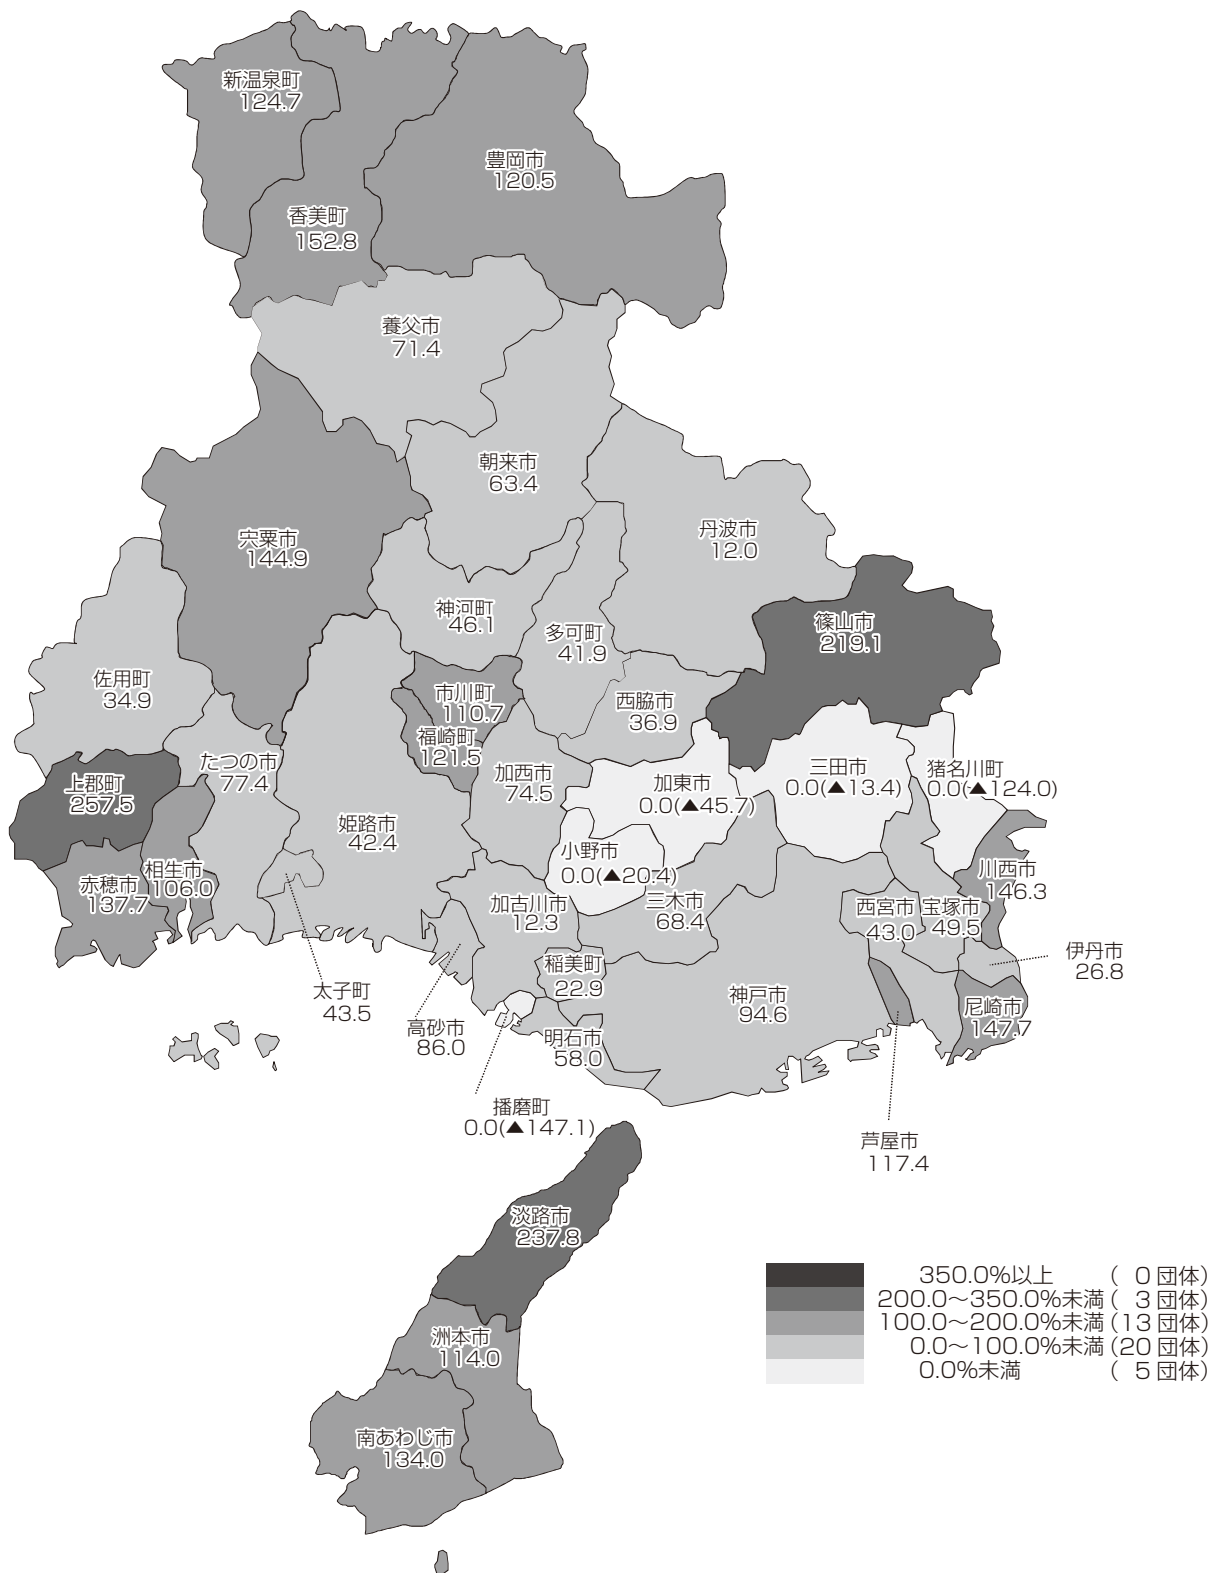 新温泉町
124.7
豊岡市
120.5
香美町
152.8
養父市
71.4
朝来市
63.4
宍粟市
144.9
丹波市
12.0
神河町
46.1
多可町
41.9
篠山市
219.1
佐用町
34.9
市川町
110.7
西脇市
36.9
福崎町
121.5
たつの市
77.4
上郡町
257.5
加西市
74.5
加東市
0.0(▲45.7)
三田市
0.0(▲13.4)
猪名川町
0.0(▲124.0)
姫路市
42.4
小野市
0.0(▲20.4)
相生市
106.0
赤穂市
137.7
川西市
146.3
加古川市
12.3
三木市
68.4
西宮市
43.0
宝塚市
49.5
伊丹市
26.8
稲美町
22.9
太子町
43.5
神戸市
94.6
尼崎市
147.7
高砂市
86.0
明石市
58.0
播磨町
0.0(▲147.1)
芦屋市
117.4
淡路市
237.8
洲本市
114.0
南あわじ市
134.0
350.0%以上 ( 0 団体)
200.0〜350.0%未満 ( 3 団体)
100.0〜200.0%未満 (13 団体)
0.0〜100.0%未満 (20 団体)
0.0%未満 ( 5 団体)